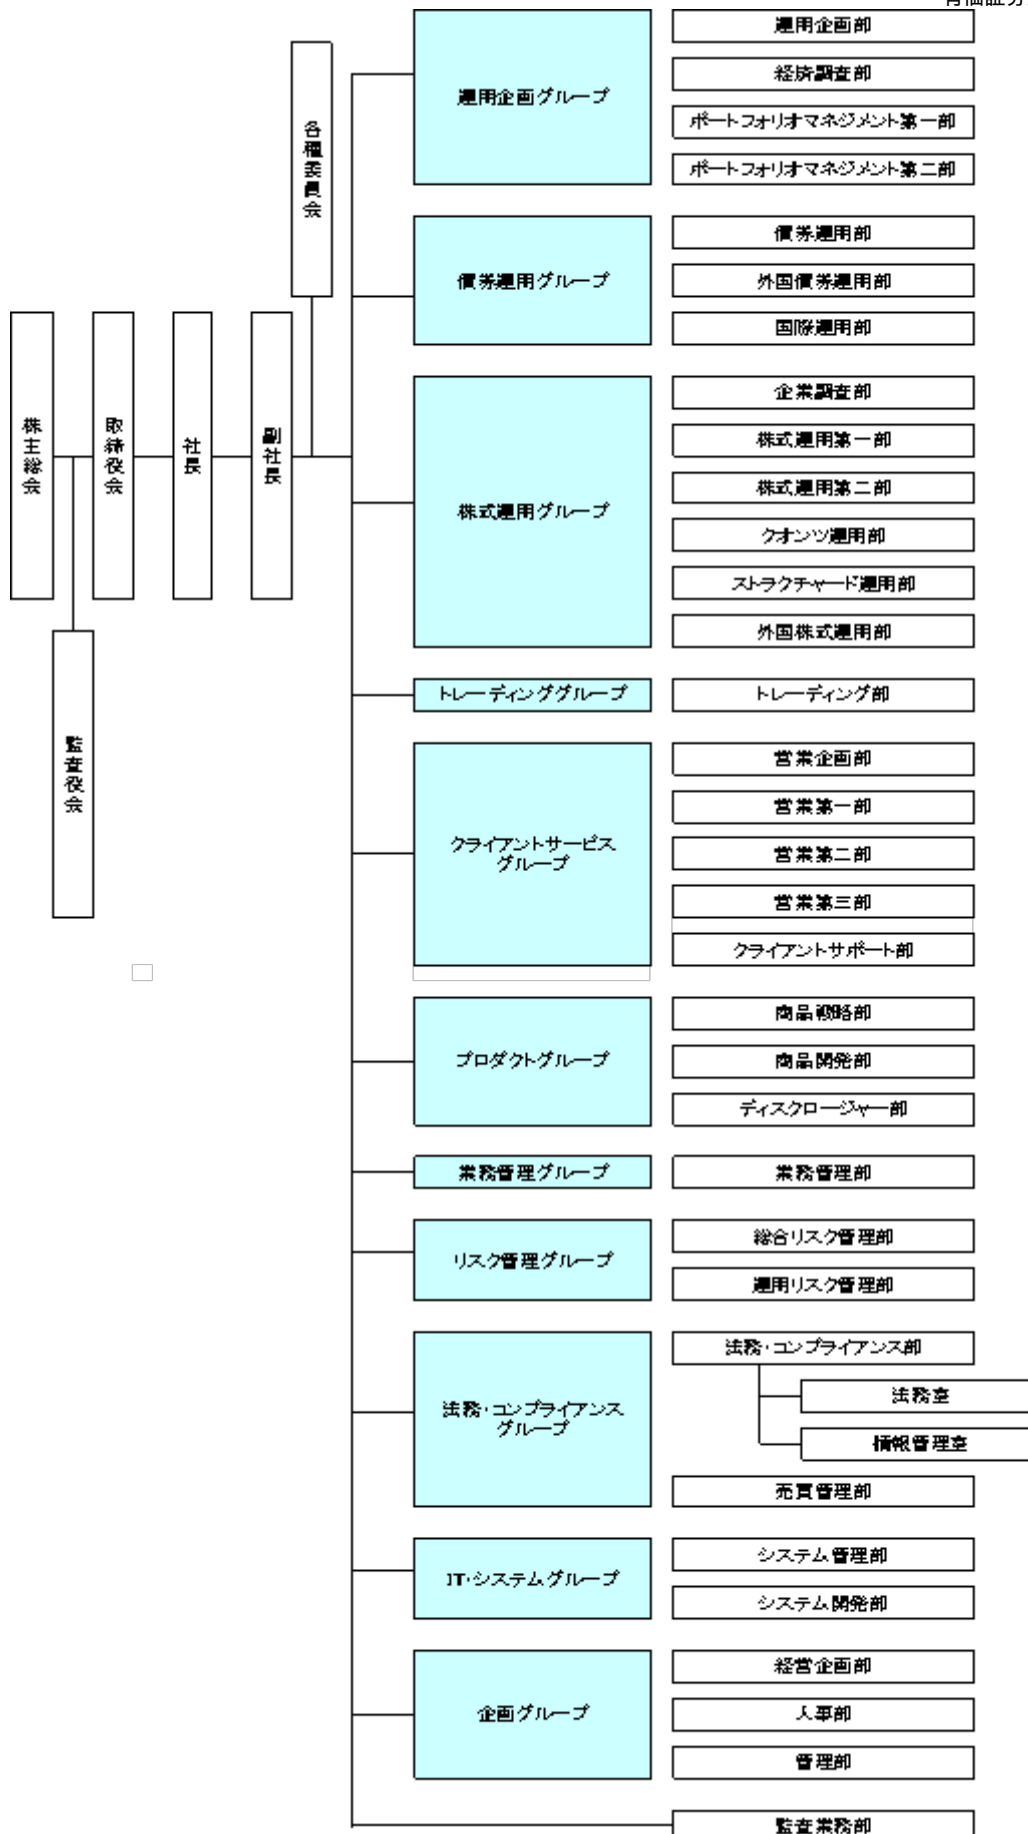 株主総会
監査役会
取締役会
社長
副社長
各種委員会
運用企画グループ
運用企画部
経済調査部
ポートフォリオマネジメント第一部
ポートフォリオマネジメント第二部
債券運用グループ
債券運用部
外国債券運用部
国際運用部
株式運用グループ
企業調査部
株式運用第一部
株式運用第二部
クオンツ運用部
ストラクチャード運用部
外国株式運用部
トレーディンググループ
トレーディング部
クライアントサービス
グループ
営業企画部
営業第一部
営業第二部
営業第三部
クライアントサポート部
プロダクトグループ
商品戦略部
商品開発部
ディスクロージャー部
業務管理グループ
業務管理部
リスク管理グループ
総合リスク管理部
運用リスク管理部
法務・コンプライアンス
グループ
法務・コンプライアンス部
法務室
情報管理室
売買管理部
IT・システムグループ
システム管理部
システム開発部
企画グループ
経営企画部
人事部
管理部
監査業務部